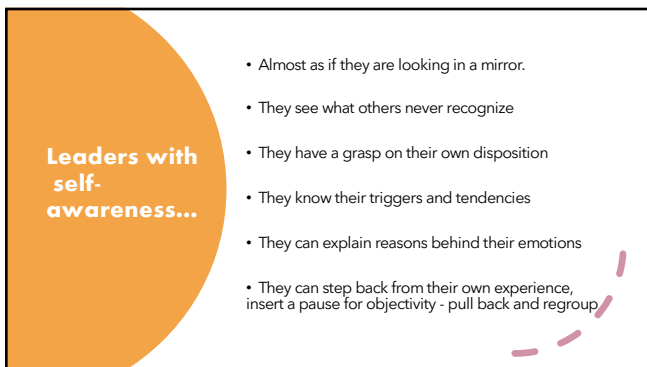 Leaders with
self-
awareness...
• Almost as if they are looking in a mirror.
• They see what others never recognize
• They have a grasp on their own disposition
• They know their triggers and tendencies
• They can explain reasons behind their emotions
• They can step back from their own experience,
insert a pause for objectivity - pull back and regroup